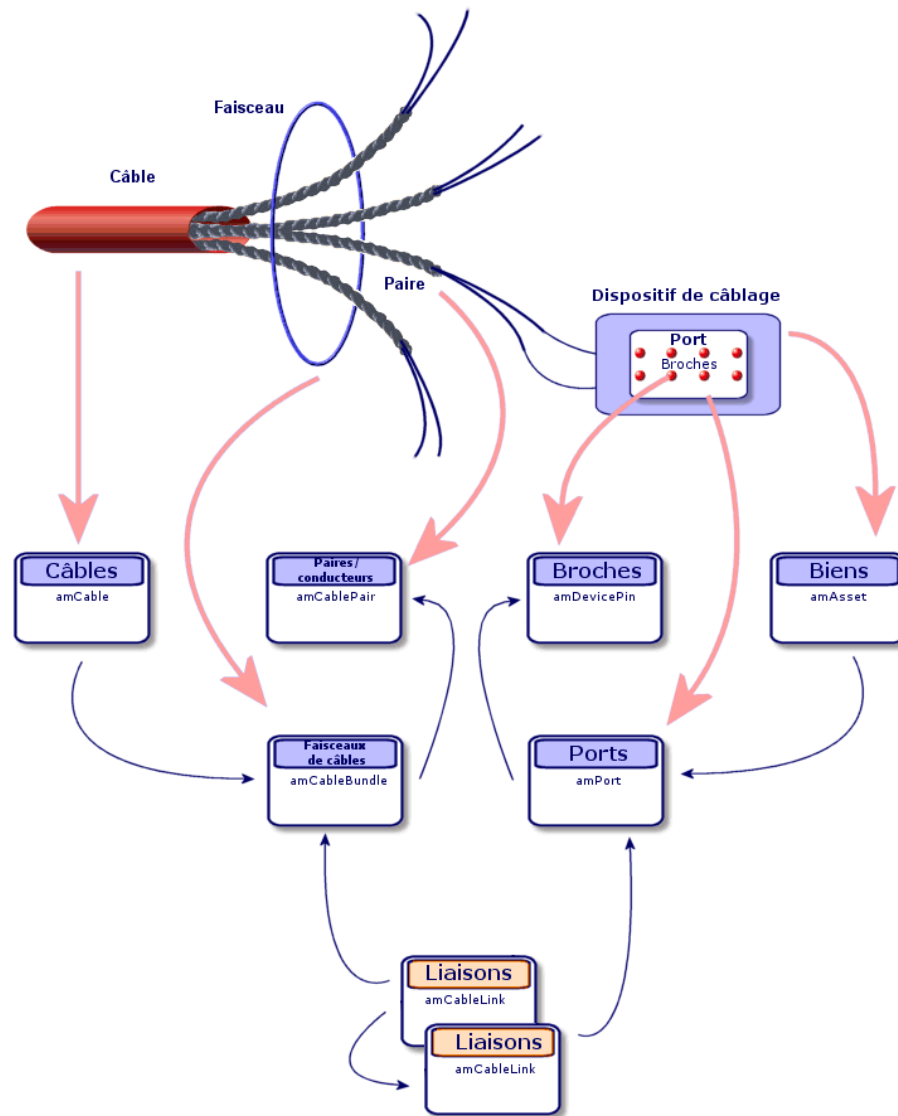 Faisceau
Câble
Paire
Dispositif de câblage
Port
Broches
Câbles
amCable
Paires/
conducteurs
amCablePair
Broches
amDevicePin
Biens
amAsset
Faisceaux
de câbles
amCableBundle
Ports
amPort
Liaisons
amCableLink
Liaisons
amCableLink